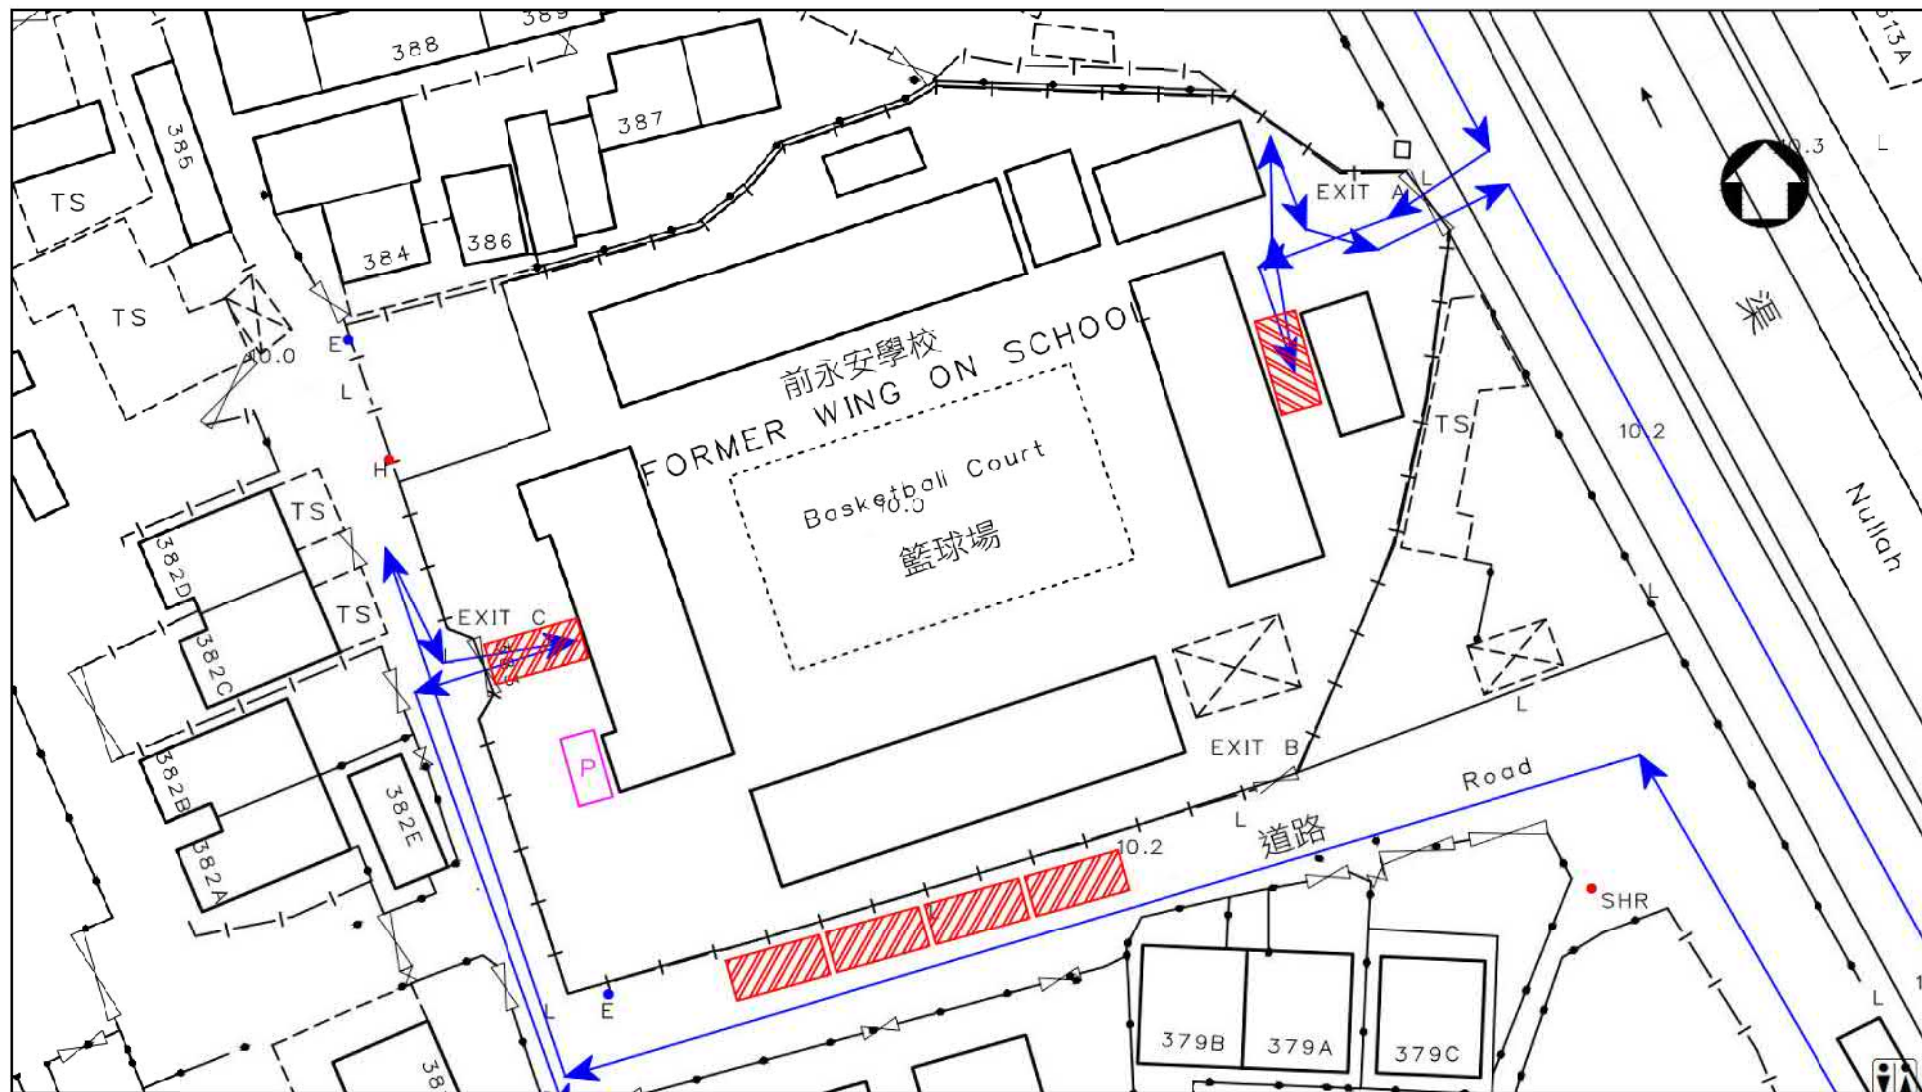 389
388
387
385
TS
386
384
TS
613A
10.3
L
EXIT A
L
渠
Nullah
E
10.0
L
前永安學校
FORMER WING ON SCHOOL
Basketball Court
籃球場
H
TS
10.2
TS
382D
TS
382C
EXIT C
L
L
EXIT B
382B
382A
382E
P
Road
道路
L
10.2
SHR
L
L
E
L
379B
379A
379C